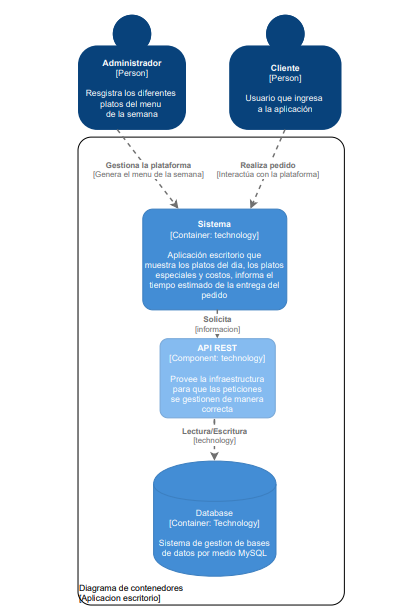 Administrador
[Person]
Resgistra los diferentes
platos del menu
de la semana
Cliente
[Person]
Usuario que ingresa
a la aplicación
Gestiona la plataforma
[Genera el menu de la semana]
Realiza pedido
[Interactúa con la plataforma]
Sistema
[Container: technology]
Aplicación escritorio que
muestra los platos del dia, los platos
especiales y costos, informa el
tiempo estimado de la entrega del
pedido
Solicita
[informacion]
API REST
[Component: technology]
Provee la infraestructura
para que las peticiones
se gestionen de manera
correcta
Lectura/Escritura
[technology]
Database
[Container: Technology]
Sistema de gestion de bases
de datos por medio MySQL
Diagrama de contenedores
[Aplicacion escritorio]